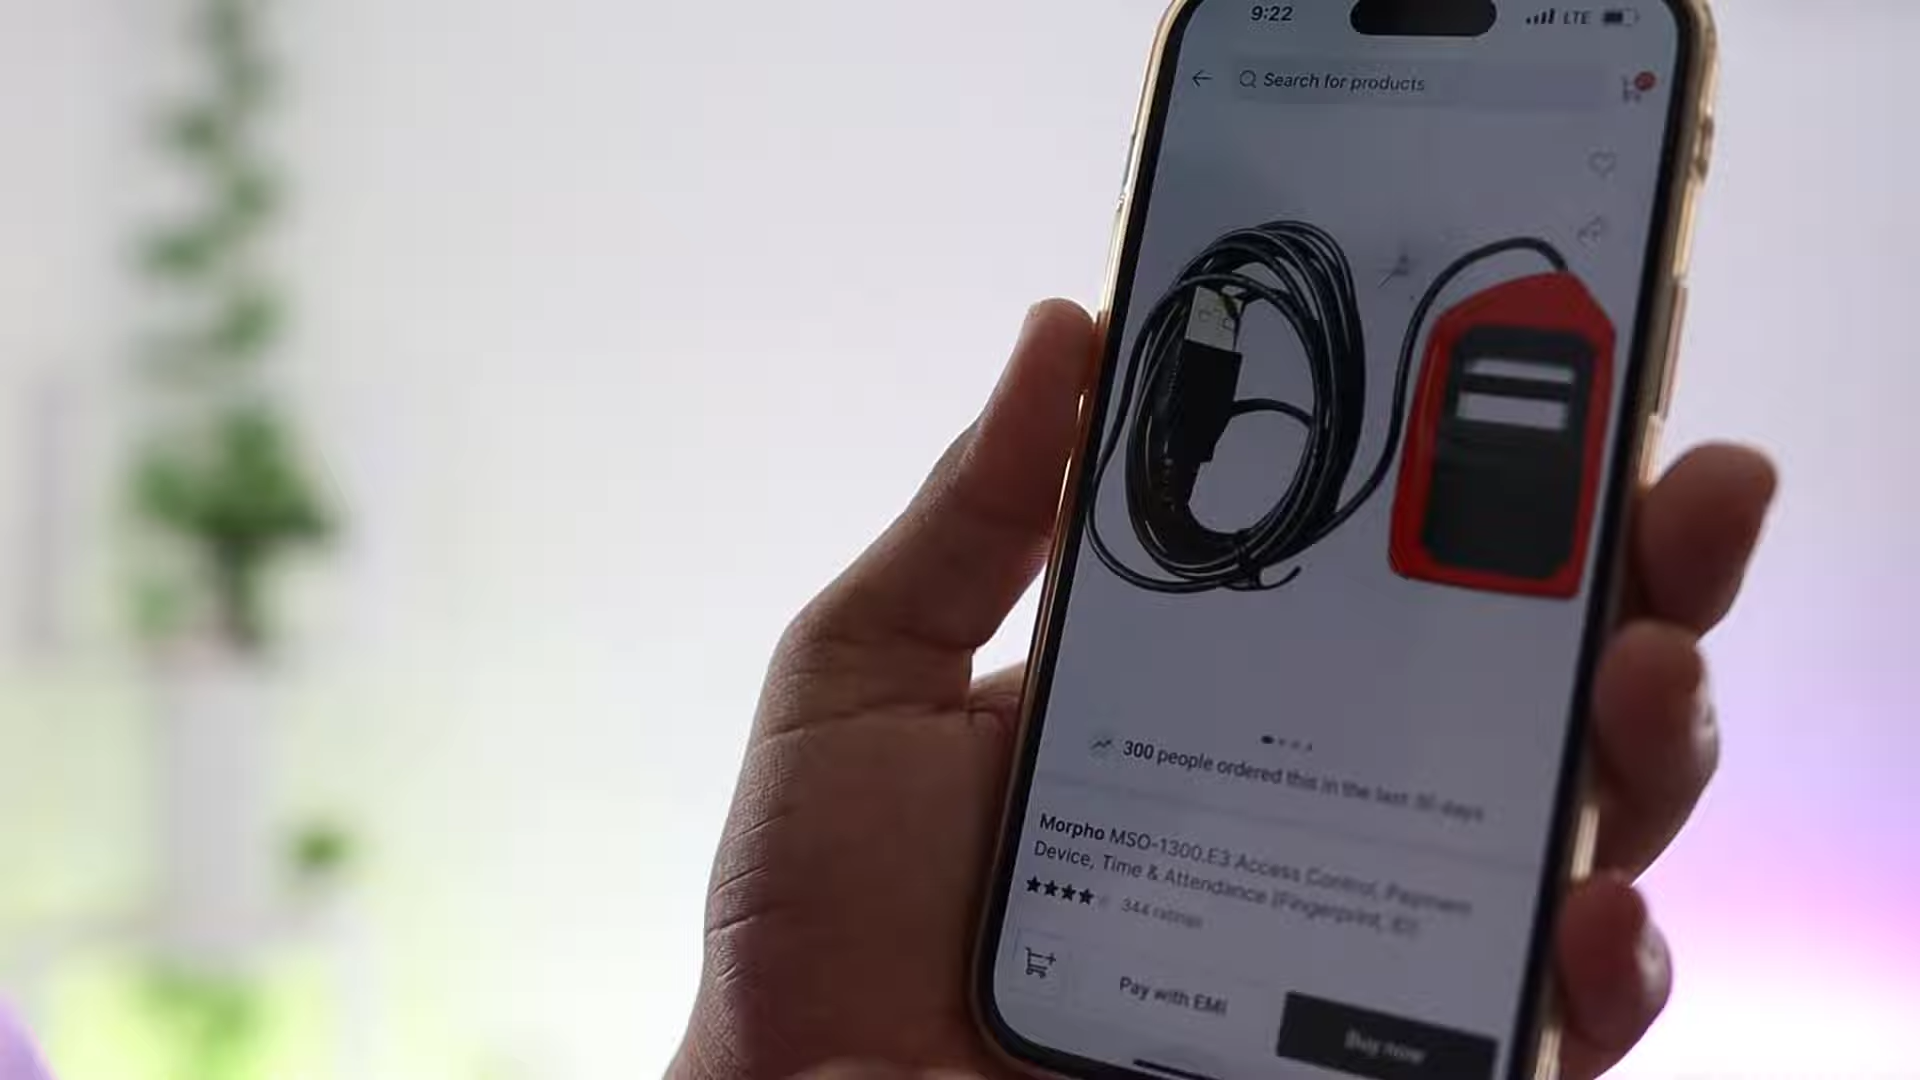 9:22
LTE
Search for products
300 people ordered this in the last 30 days
Morpho MSO-1300.E3 Access Control, Payment
Device, Time & Attendance (Fingerprint, ID)
344 ratings
Pay with EMI
Buy now